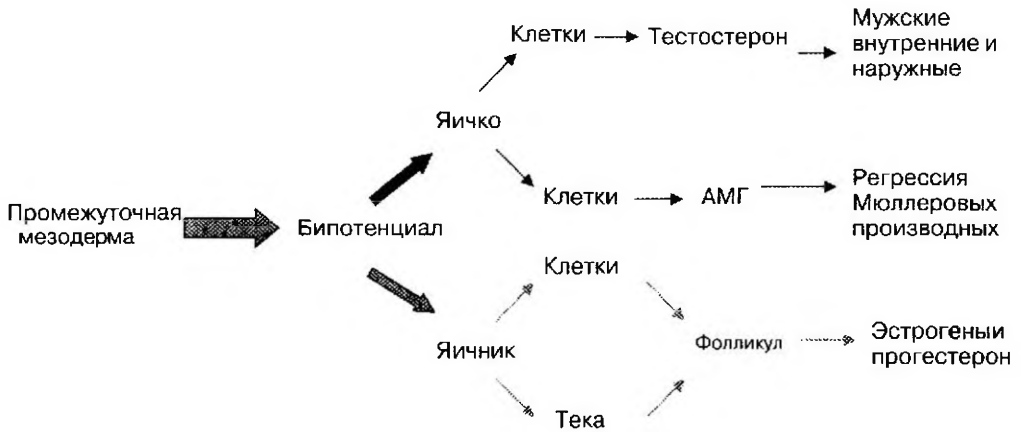 Клетки
Тестостерон
Мужские
внутренние и
наружные
Яичко
Клетки
АМГ
Регрессия
Мюллеровых
производных
Промежуточная
мезодерма
Бипотенциал
Клетки
Яичник
Фолликул
Эстрогеныи
прогестерон
Тека